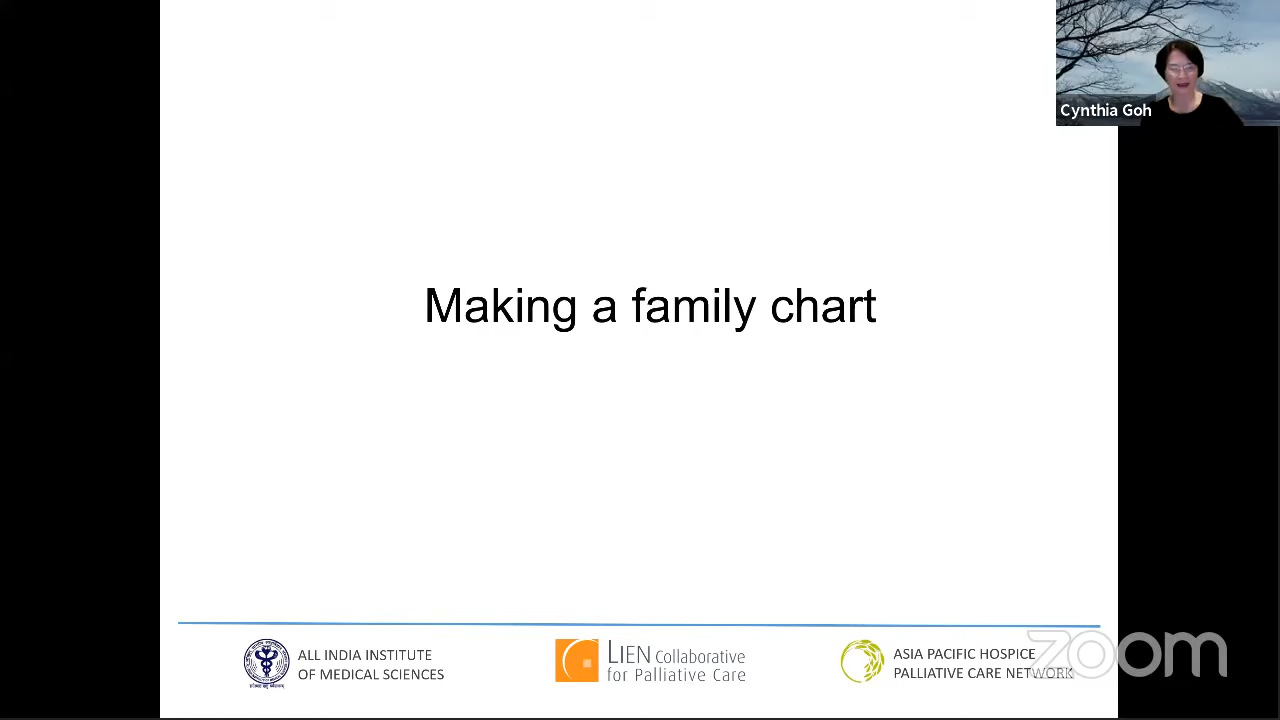 Cynthia Goh
Making a family chart
ALL INDIA INSTITUTE
OF MEDICAL SCIENCES
LIEN Collaborative
for Palliative Care
ASIA PACIFIC HOSPICE
PALLIATIVE CARE NETWORK
zoom